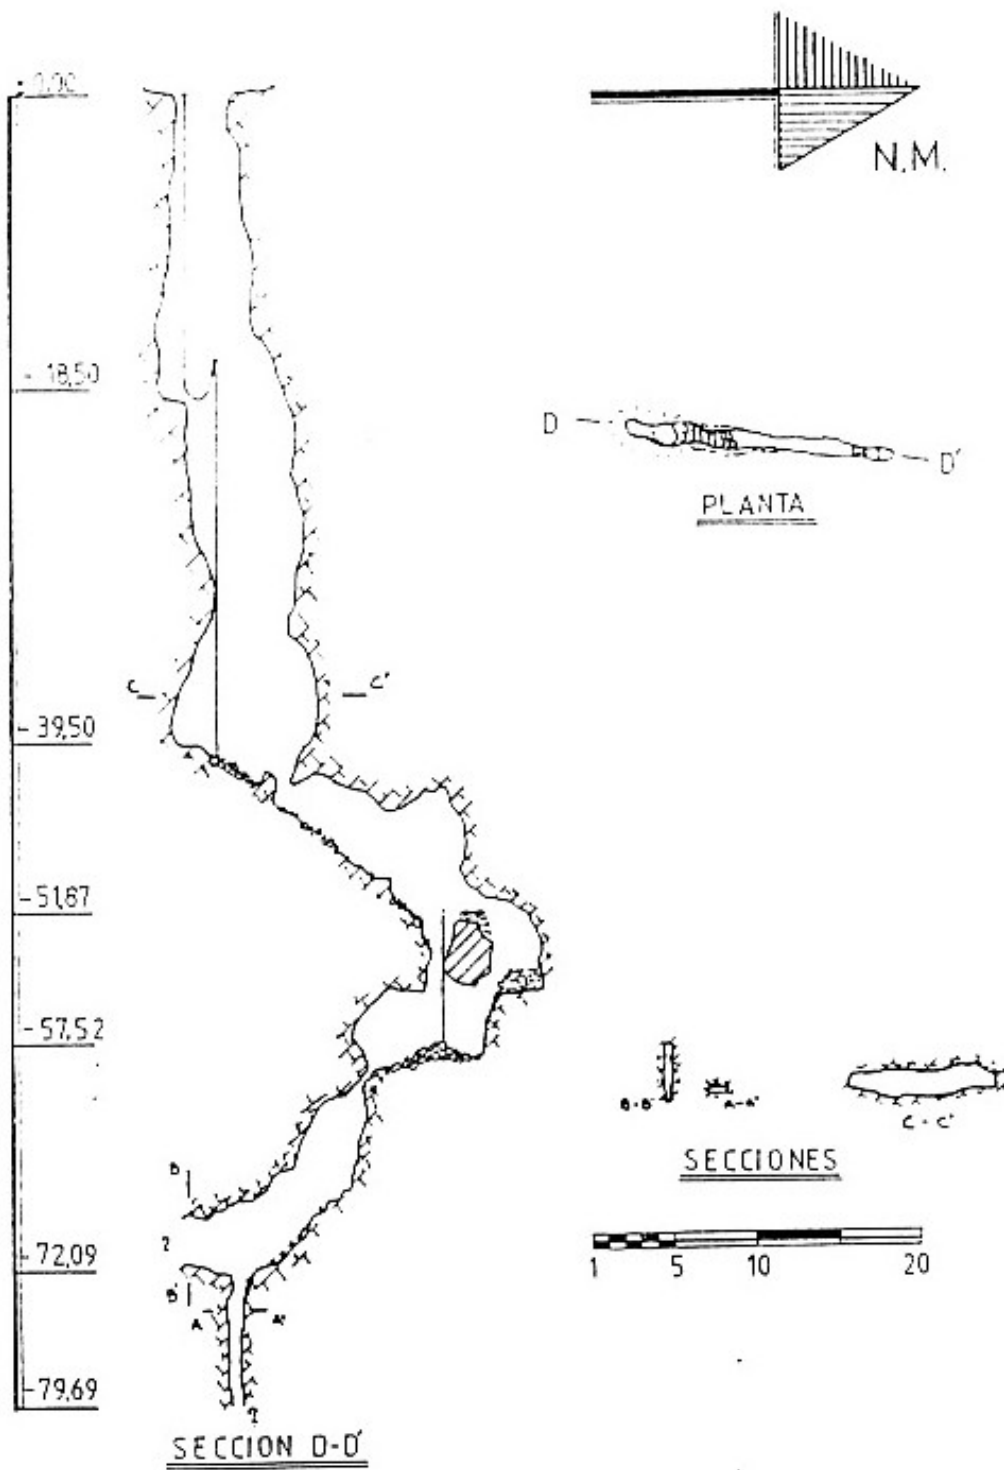 0,00
N.M.
- 18,50
D D'
PLANTA
C C'
- 39,50
- 51,87
- 57,52
B-B' A-A' C-C'
SECCIONES
B
?
- 72,09
B'
A A'
1 5 10 20
- 79,69
?
SECCION D-D'